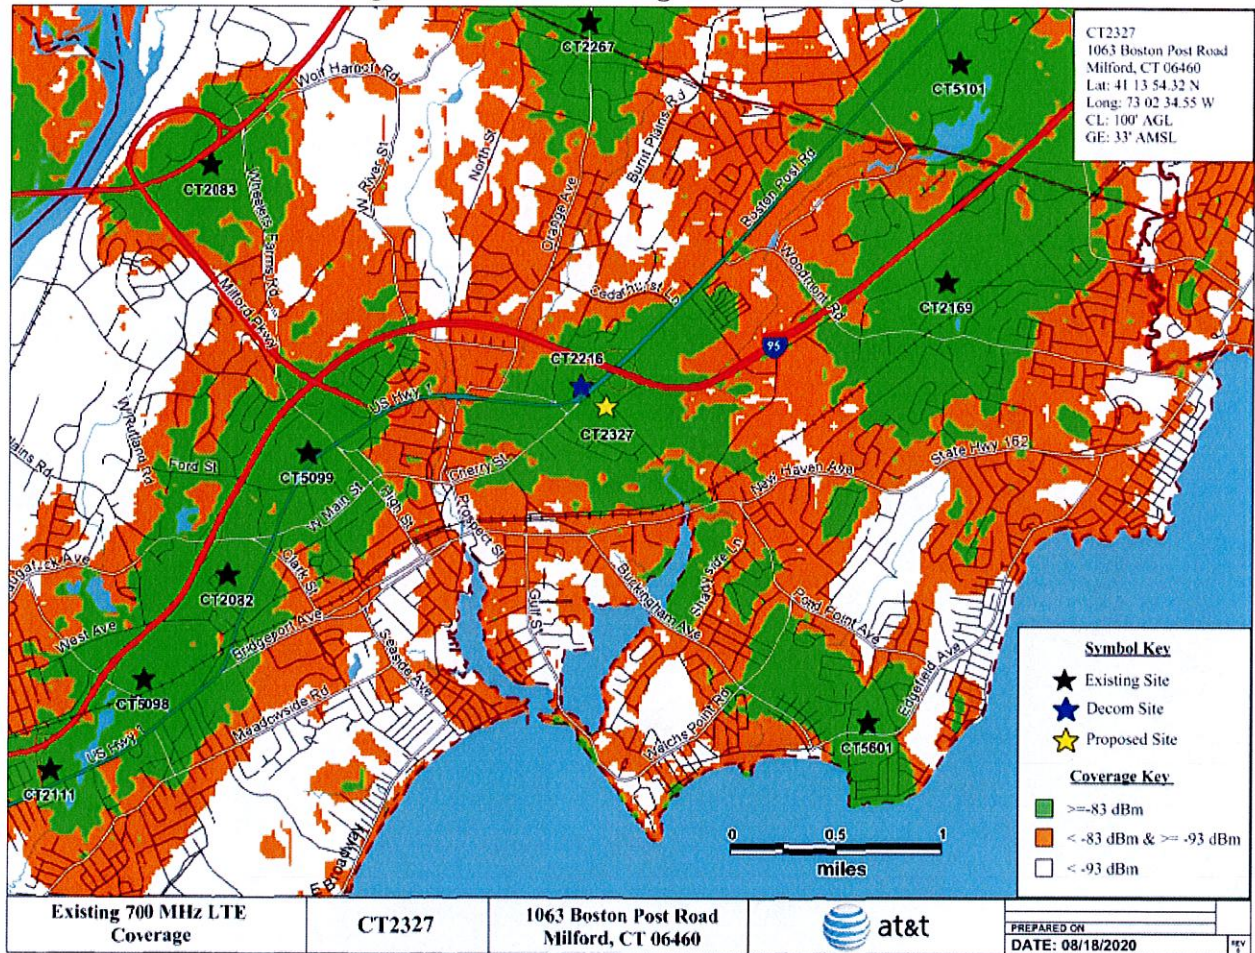 CT2327
1063 Boston Post Road
Milford, CT 06460
Lat: 41 13 54.32 N
Long: 73 02 34.55 W
CL: 100' AGL
GE: 33' AMSL
CT2267
CT5101
Wolf Harbor Rd
CT2083
Wheelers Farms Rd
W Rives St
North St
Orange Ave
Burnt Plains Rd
Boston Post Rd
Woodmont Rd
Cedarhurst Ln
CT2169
Milford Pkwy
95
CT2216
US Hwy 1
CT2327
W Rutland Rd
Ford St
CT5099
Cherry St
State Hwy 162
New Haven Ave
W Main St
High St
Prospect St
Clark St
CT2082
Gulf St
Buckingham Ave
Shadyside Ln
Pond Point Ave
West Ave
Bridgeport Ave
Seaside Ave
Edgefield Ave
CT5098
Meadowside Rd
Welchs Point Rd
CT5601
US Hwy 1
CT2111
E Broadway
0 0.5 1
miles
Symbol Key
Existing Site
Decom Site
Proposed Site
Coverage Key
>=-83 dBm
< -83 dBm & >= -93 dBm
< -93 dBm
Existing 700 MHz LTE
Coverage
CT2327
1063 Boston Post Road
Milford, CT 06460
at&t
PREPARED ON
DATE: 08/18/2020
REV